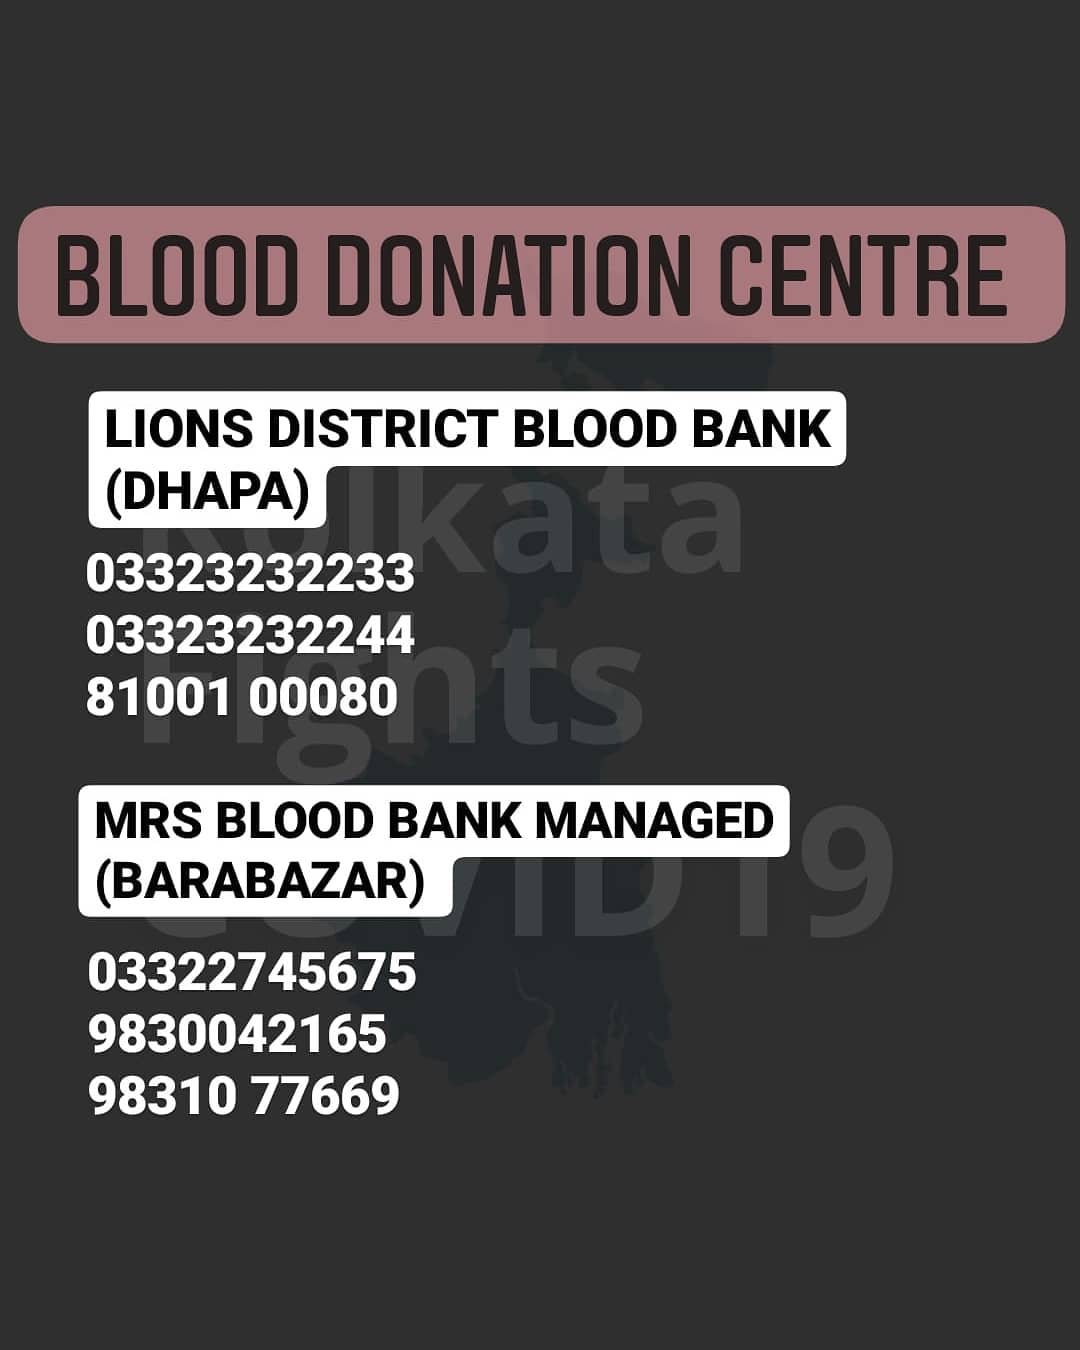 BLOOD DONATION CENTRE
LIONS DISTRICT BLOOD BANK
(DHAPA)
03323232233
03323232244
81001 00080
MRS BLOOD BANK MANAGED
(BARABAZAR)
03322745675
9830042165
98310 77669
Kolkata
Fights
COVID19